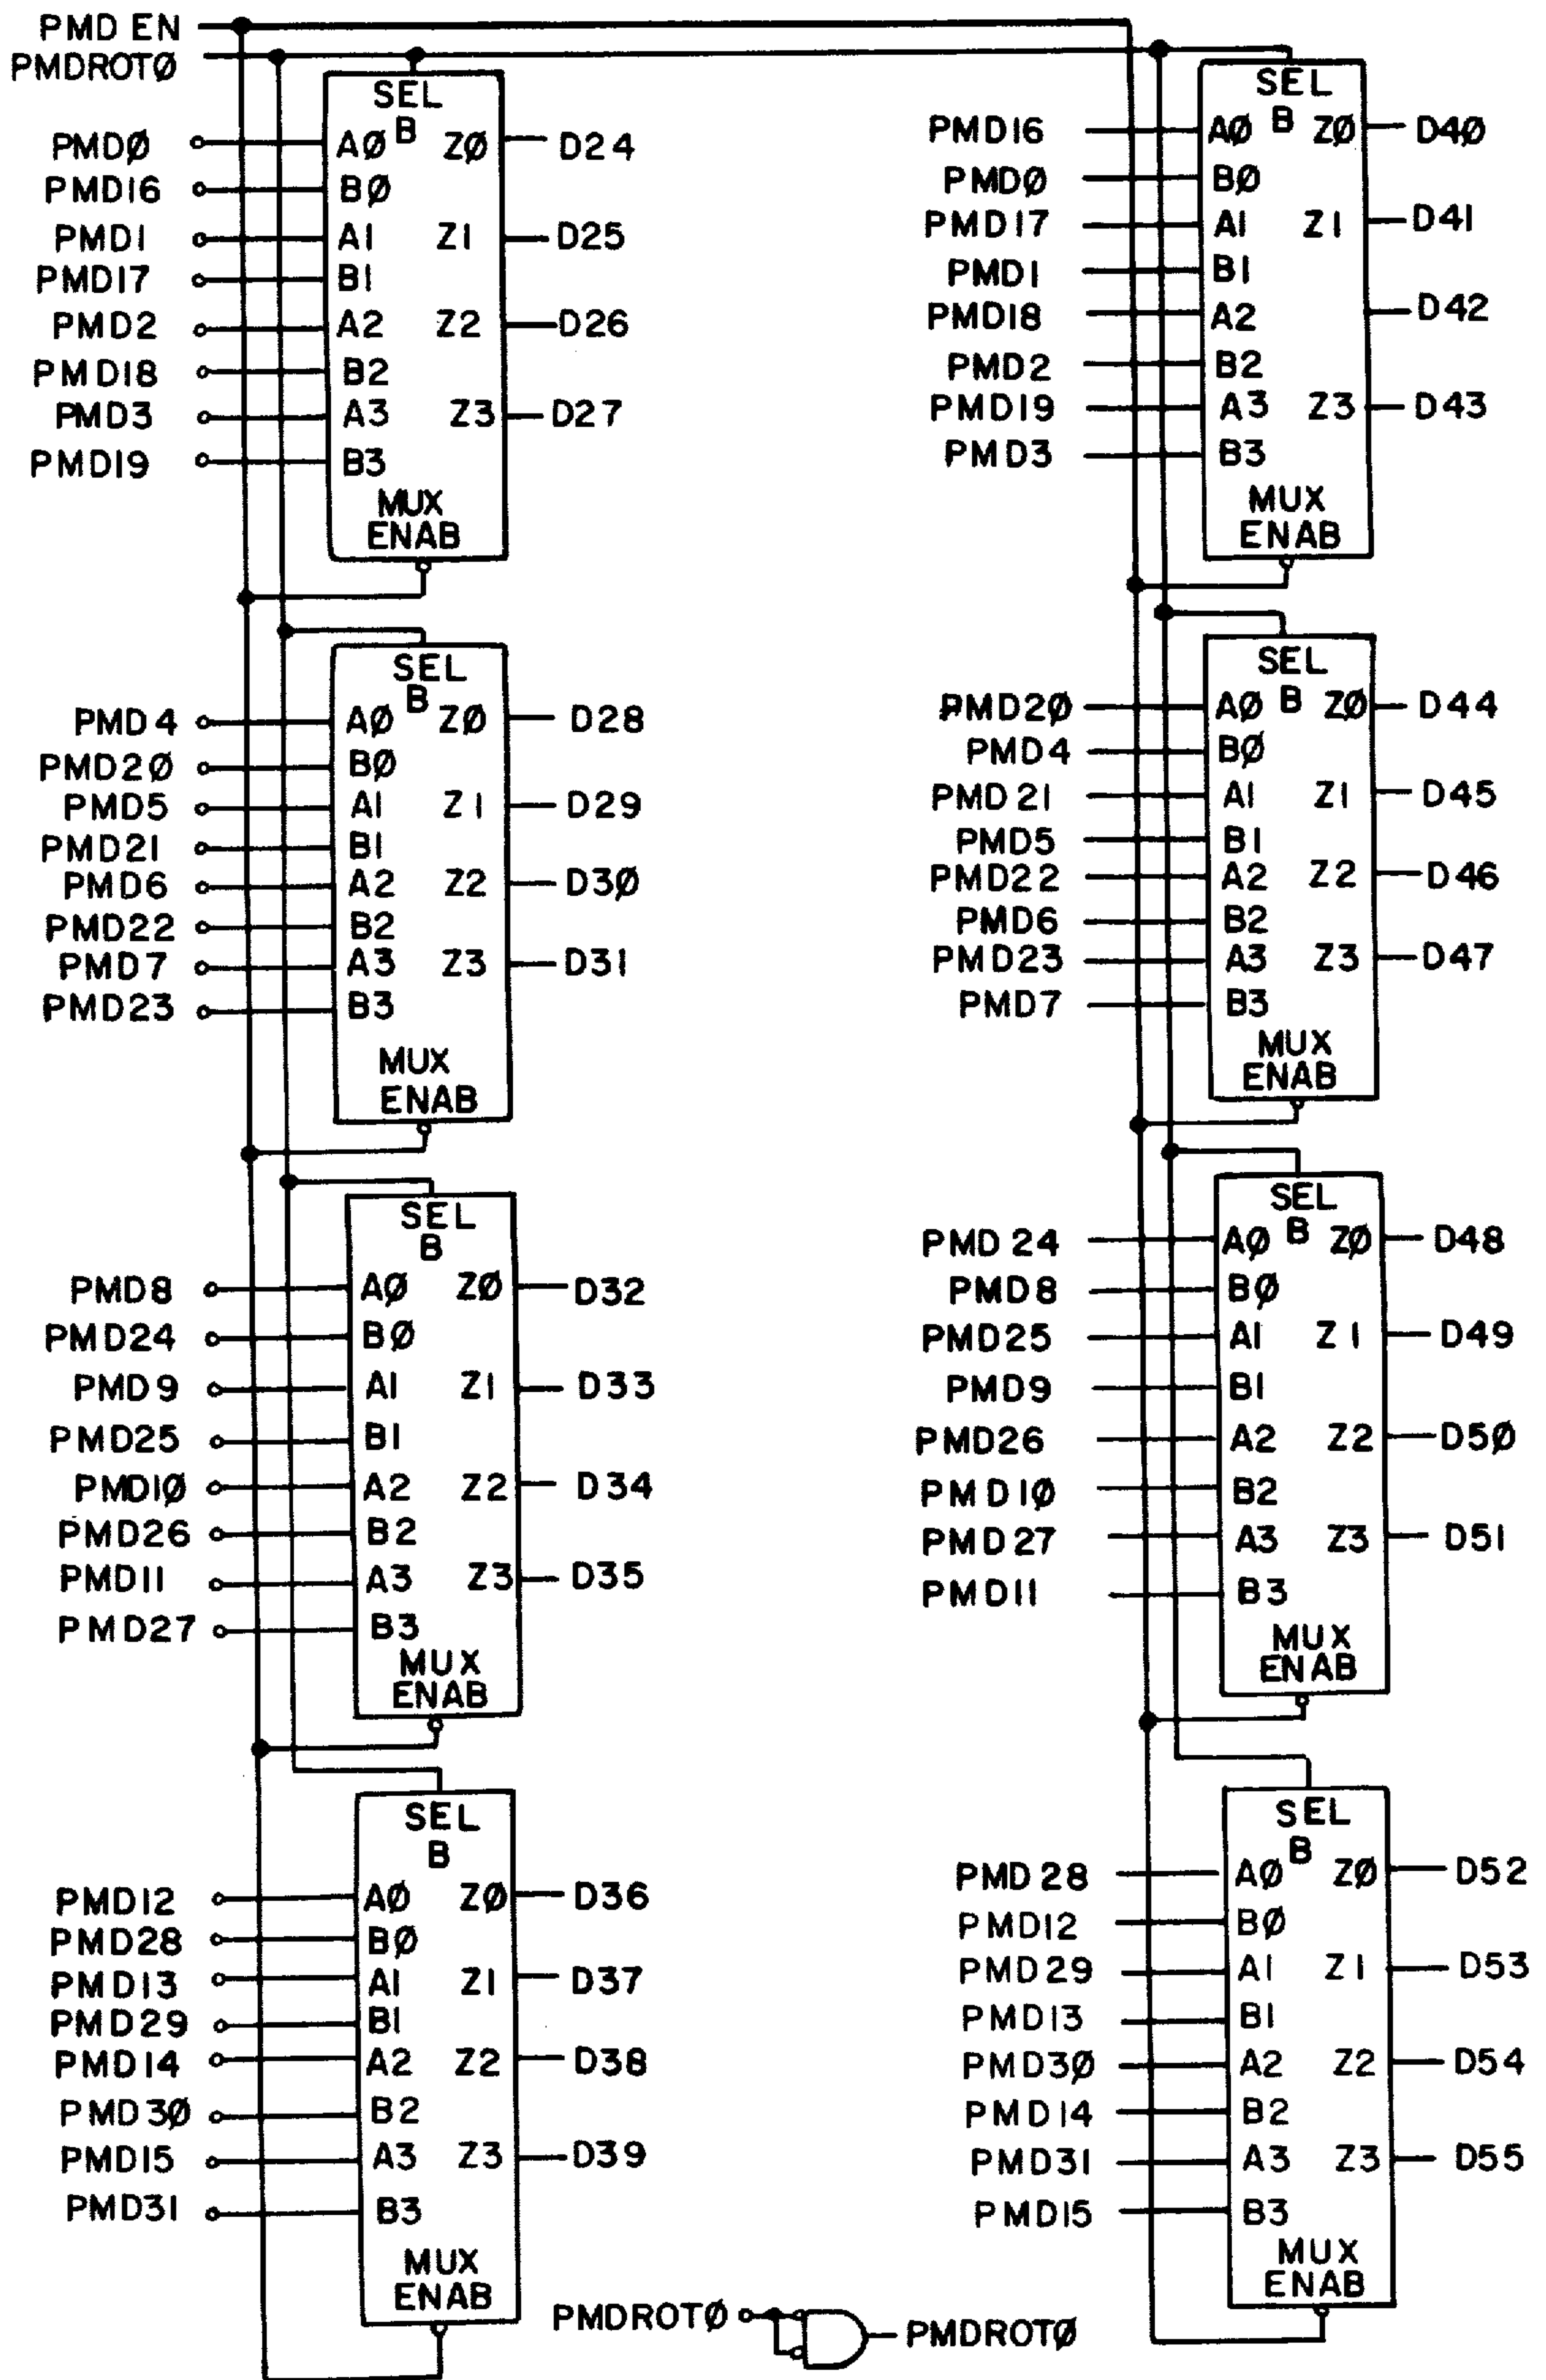 PMD EN
PMDROTØ
SEL
B
PMDØ AØ ZØ D24
PMD16 BØ
PMD1 A1 Z1 D25
PMD17 B1
PMD2 A2 Z2 D26
PMD18 B2
PMD3 A3 Z3 D27
PMD19 B3
MUX
ENAB
SEL
B
PMD4 AØ ZØ D28
PMD2Ø BØ
PMD5 A1 Z1 D29
PMD21 B1
PMD6 A2 Z2 D3Ø
PMD22 B2
PMD7 A3 Z3 D31
PMD23 B3
MUX
ENAB
SEL
B
PMD8 AØ ZØ D32
PMD24 BØ
PMD9 A1 Z1 D33
PMD25 B1
PMD1Ø A2 Z2 D34
PMD26 B2
PMD11 A3 Z3 D35
PMD27 B3
MUX
ENAB
SEL
B
PMD12 AØ ZØ D36
PMD28 BØ
PMD13 A1 Z1 D37
PMD29 B1
PMD14 A2 Z2 D38
PMD3Ø B2
PMD15 A3 Z3 D39
PMD31 B3
MUX
ENAB
SEL
PMD16 AØ B ZØ D4Ø
PMDØ BØ
PMD17 A1 Z1 D41
PMD1 B1
PMD18 A2 Z2 D42
PMD2 B2
PMD19 A3 Z3 D43
PMD3 B3
MUX
ENAB
SEL
PMD2Ø AØ B ZØ D44
PMD4 BØ
PMD21 A1 Z1 D45
PMD5 B1
PMD22 A2 Z2 D46
PMD6 B2
PMD23 A3 Z3 D47
PMD7 B3
MUX
ENAB
SEL
PMD24 AØ B ZØ D48
PMD8 BØ
PMD25 A1 Z1 D49
PMD9 B1
PMD26 A2 Z2 D5Ø
PMD1Ø B2
PMD27 A3 Z3 D51
PMD11 B3
MUX
ENAB
SEL
B
PMD28 AØ ZØ D52
PMD12 BØ
PMD29 A1 Z1 D53
PMD13 B1
PMD3Ø A2 Z2 D54
PMD14 B2
PMD31 A3 Z3 D55
PMD15 B3
MUX
ENAB
PMDROTØ PMDROTØ